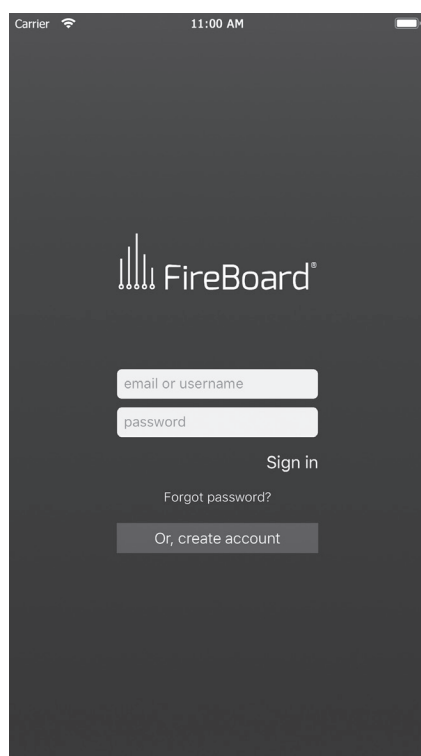 Carrier 11:00 AM
FireBoard®
email or username
password
Sign in
Forgot password?
Or, create account